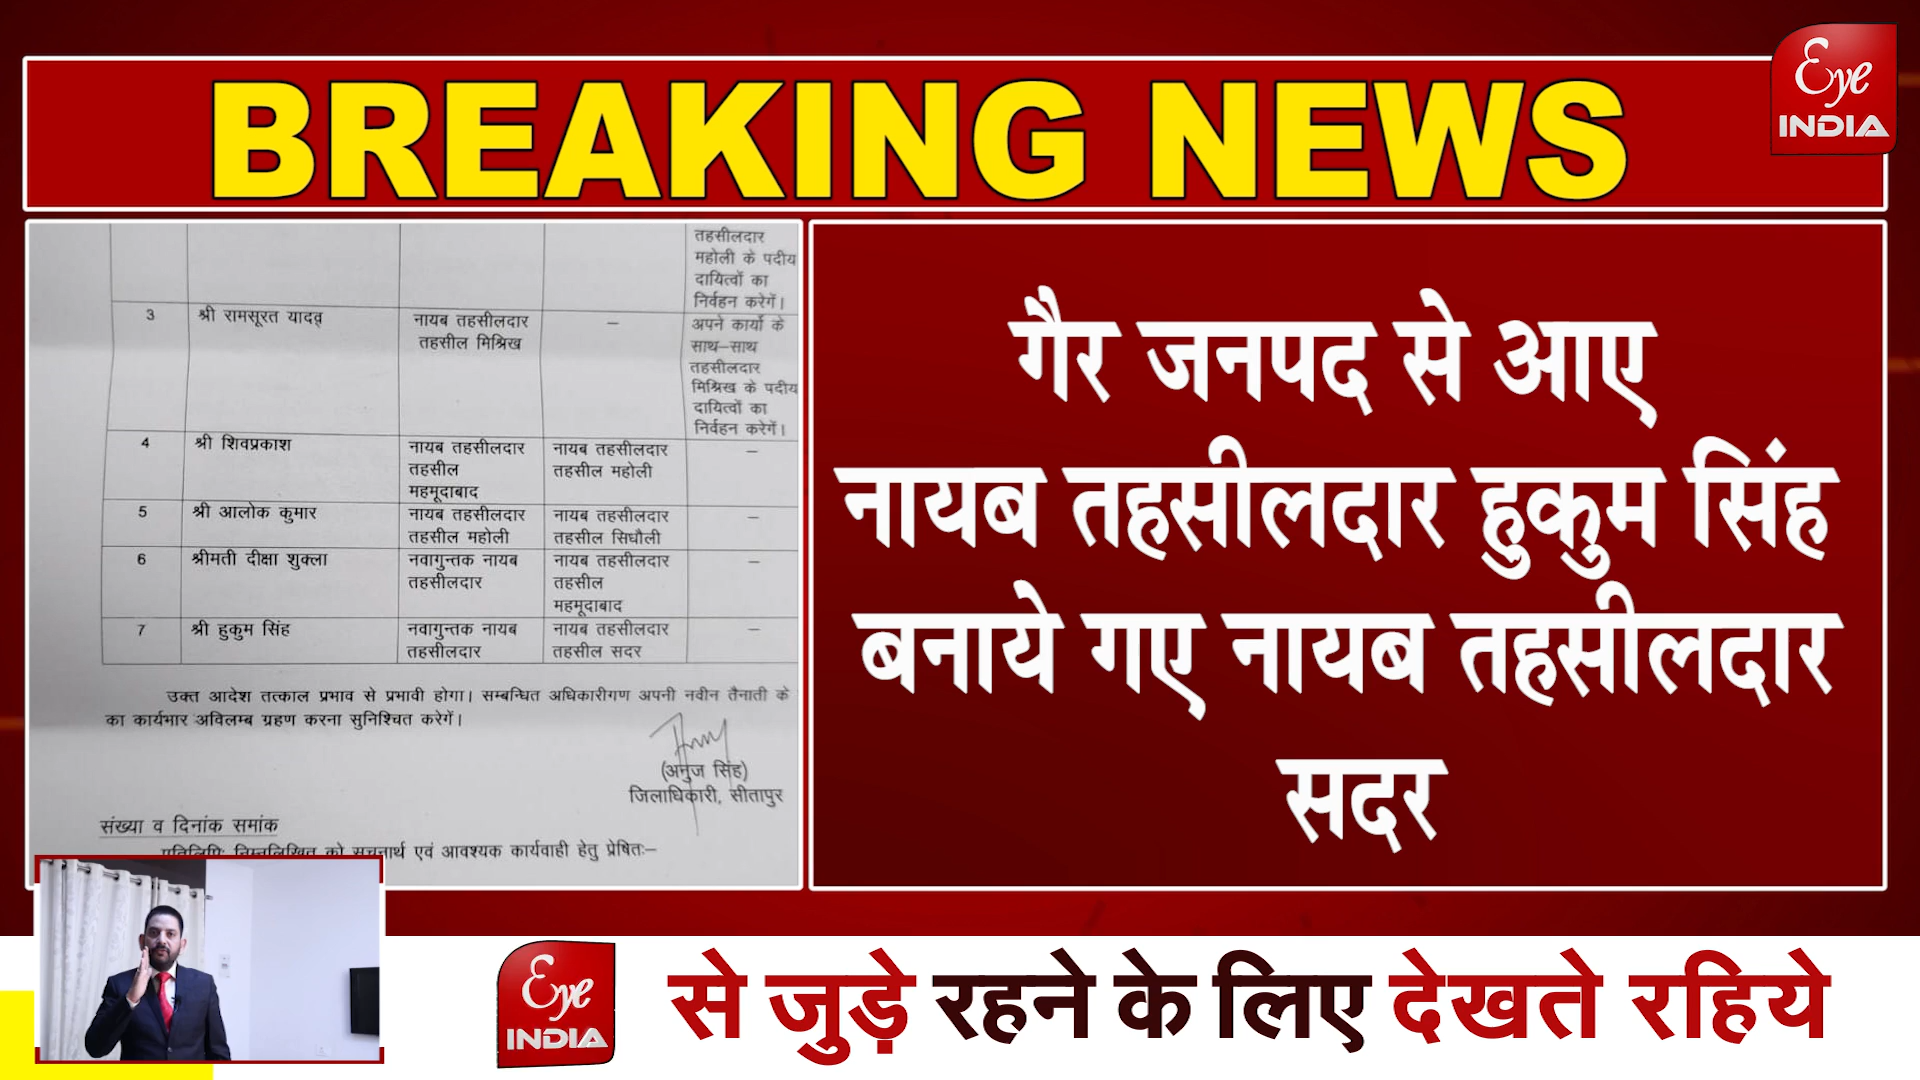 BREAKING NEWS
Eye
INDIA
तहसीलदार
महोली के पदीय
दायित्वों का
निर्वहन करेगें।
3 श्री रामसूरत यादव नायब तहसीलदार – अपने कार्यो के
तहसील मिश्रिख साथ–साथ
तहसीलदार
मिश्रिख के पदीय
दायित्वों का
निर्वहन करेगें।
4 श्री शिवप्रकाश नायब तहसीलदार नायब तहसीलदार –
तहसील तहसील महोली
महमूदाबाद
5 श्री आलोक कुमार नायब तहसीलदार नायब तहसीलदार –
तहसील महोली तहसील सिधौली
6 श्रीमती दीक्षा शुक्ला नवागुन्तक नायब नायब तहसीलदार –
तहसीलदार तहसील
महमूदाबाद
7 श्री हुकुम सिंह नवागुन्तक नायब नायब तहसीलदार –
तहसीलदार तहसील सदर
उक्त आदेश तत्काल प्रभाव से प्रभावी होगा। सम्बन्धित अधिकारीगण अपनी नवीन तैनाती के
का कार्यभार अविलम्ब ग्रहण करना सुनिश्चित करेगें।
(अनुज सिंह)
जिलाधिकारी, सीतापुर
संख्या व दिनांक समांक
प्रतिलिपिः निम्नलिखित को सूचनार्थ एवं आवश्यक कार्यवाही हेतु प्रेषितः–
गैर जनपद से आए
नायब तहसीलदार हुकुम सिंह
बनाये गए नायब तहसीलदार
सदर
Eye
INDIA
से जुड़े रहने के लिए देखते रहिये